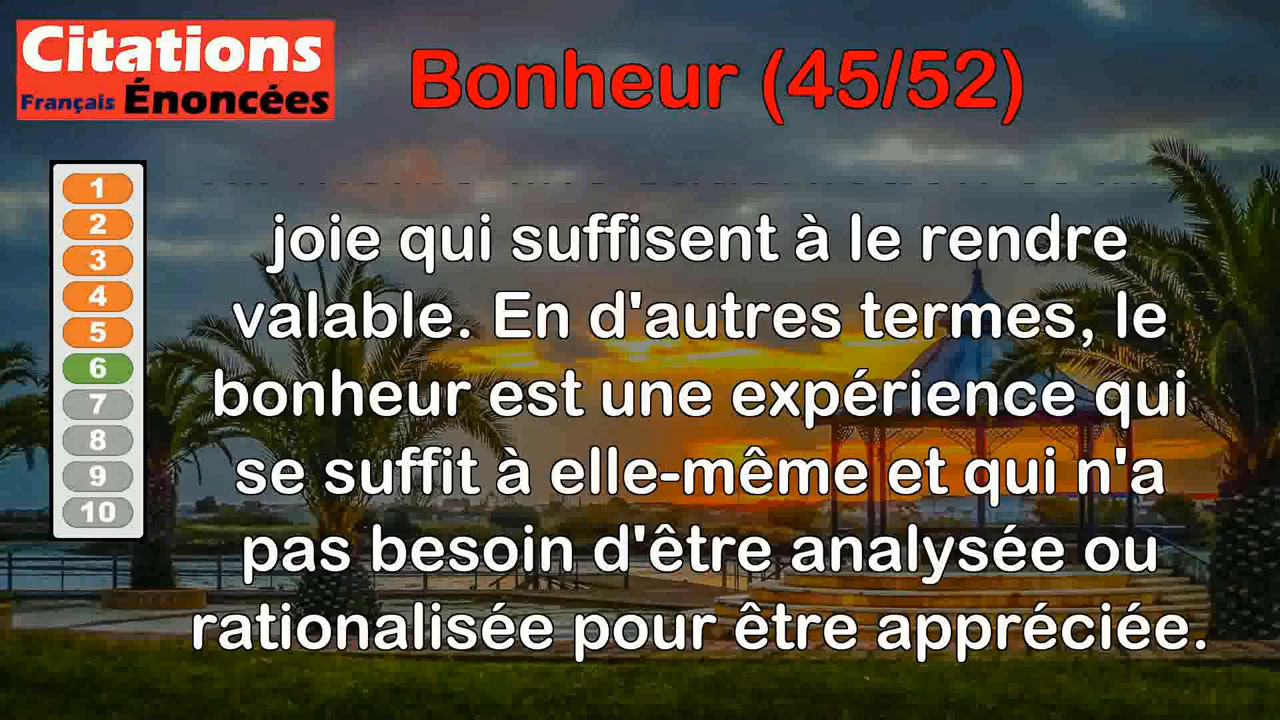 Citations
Français Énoncées
Bonheur (45/52)
1
2
3
4
5
6
7
8
9
10
joie qui suffisent à le rendre
valable. En d'autres termes, le
bonheur est une expérience qui
se suffit à elle-même et qui n'a
pas besoin d'être analysée ou
rationalisée pour être appréciée.